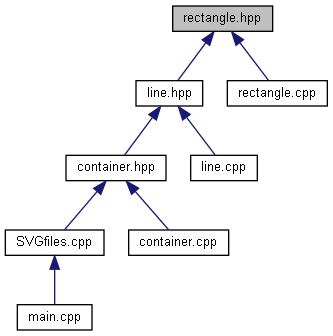 rectangle.hpp
line.hpp
rectangle.cpp
container.hpp
line.cpp
SVGfiles.cpp
container.cpp
main.cpp